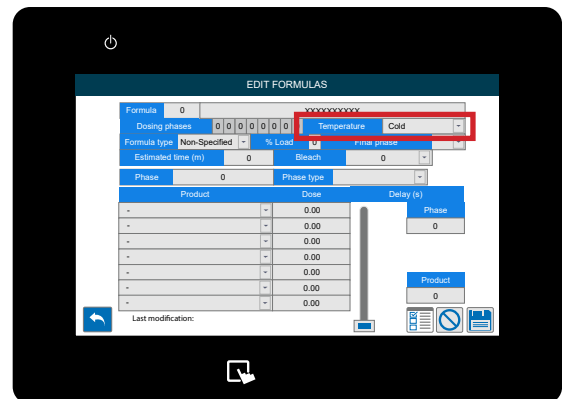 EDIT FORMULAS
Formula 0 XXXXXXXXXX
Dosing phases 0 0 0 0 0 0 0 Temperature Cold
Formula type Non-Specified % Load 0 Final phase
Estimated time (m) 0 Bleach 0
Phase 0 Phase type
Product Dose Delay (s)
- 0.00 Phase
- 0.00 0
- 0.00
- 0.00
- 0.00 Product
- 0.00 0
- 0.00
Last modification: